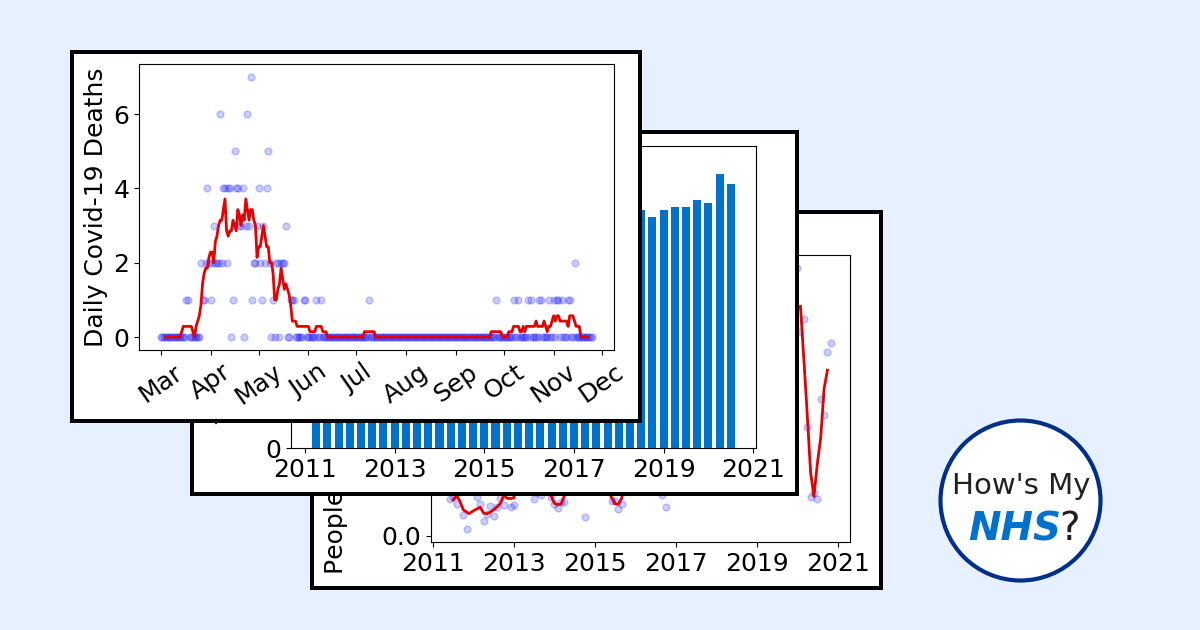 Daily Covid-19 Deaths
6
4
2
0
Mar Apr May Jun Jul Aug Sep Oct Nov Dec
0
2011 2013 2015 2017 2019 2021
People
0.0
2011 2013 2015 2017 2019 2021
How's My
NHS?